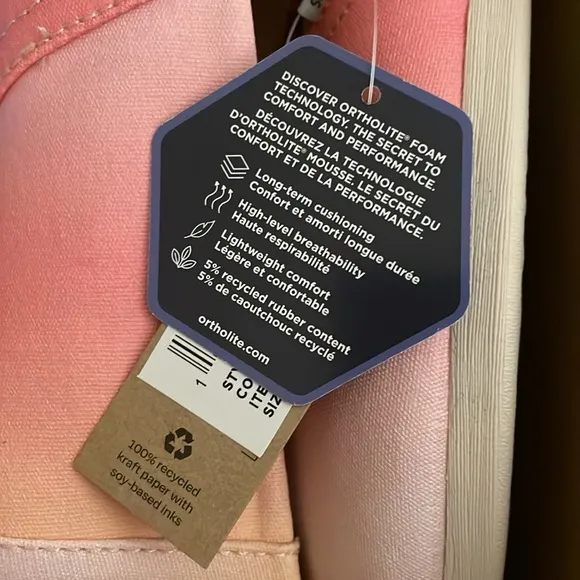 DISCOVER ORTHOLITE® FOAM
TECHNOLOGY, THE SECRET TO
COMFORT AND PERFORMANCE.
DÉCOUVREZ LA TECHNOLOGIE
D'ORTHOLITE® MOUSSE, LE SECRET DU
CONFORT ET DE LA PERFORMANCE.
Long-term cushioning
Confort et amorti longue durée
High-level breathability
Haute respirabilité
Lightweight comfort
Légère et confortable
5% recycled rubber content
5% de caoutchouc recyclé
ortholite.com
1
100% recycled
kraft paper with
soy-based inks